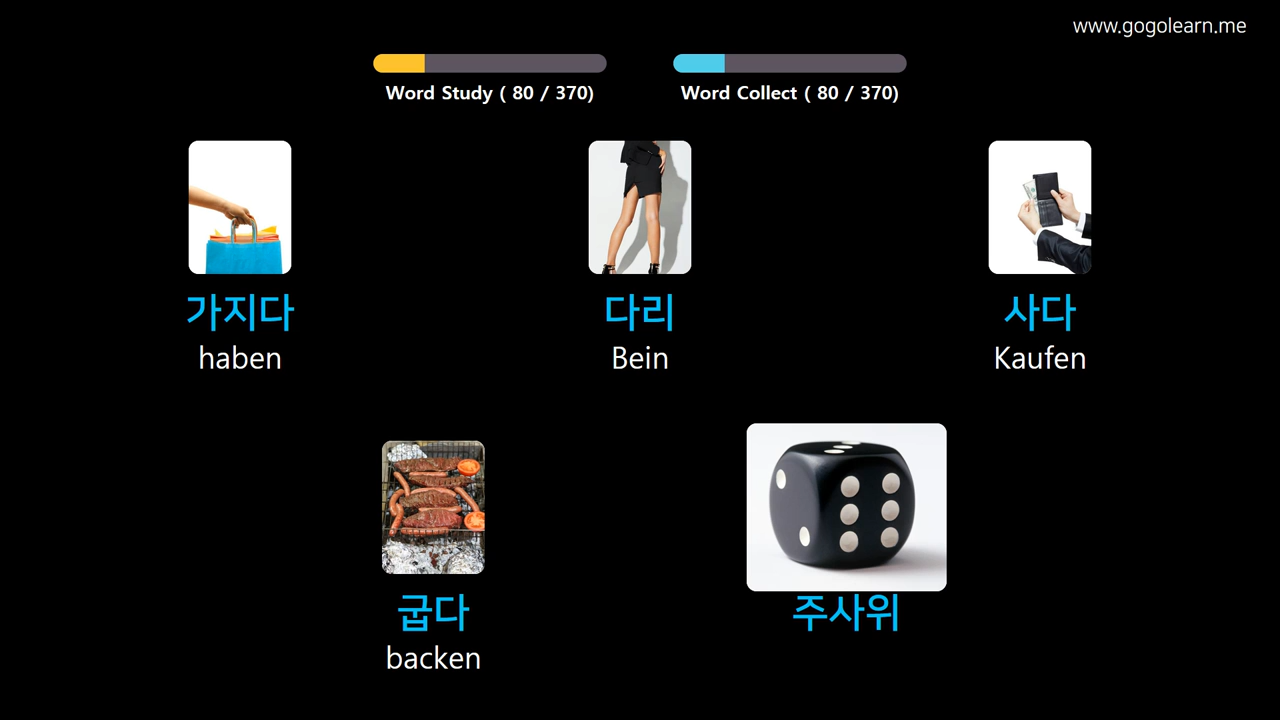 www.gogolearn.me
Word Study ( 80 / 370)
Word Collect ( 80 / 370)
가지다
haben
다리
Bein
사다
Kaufen
굽다
backen
주사위